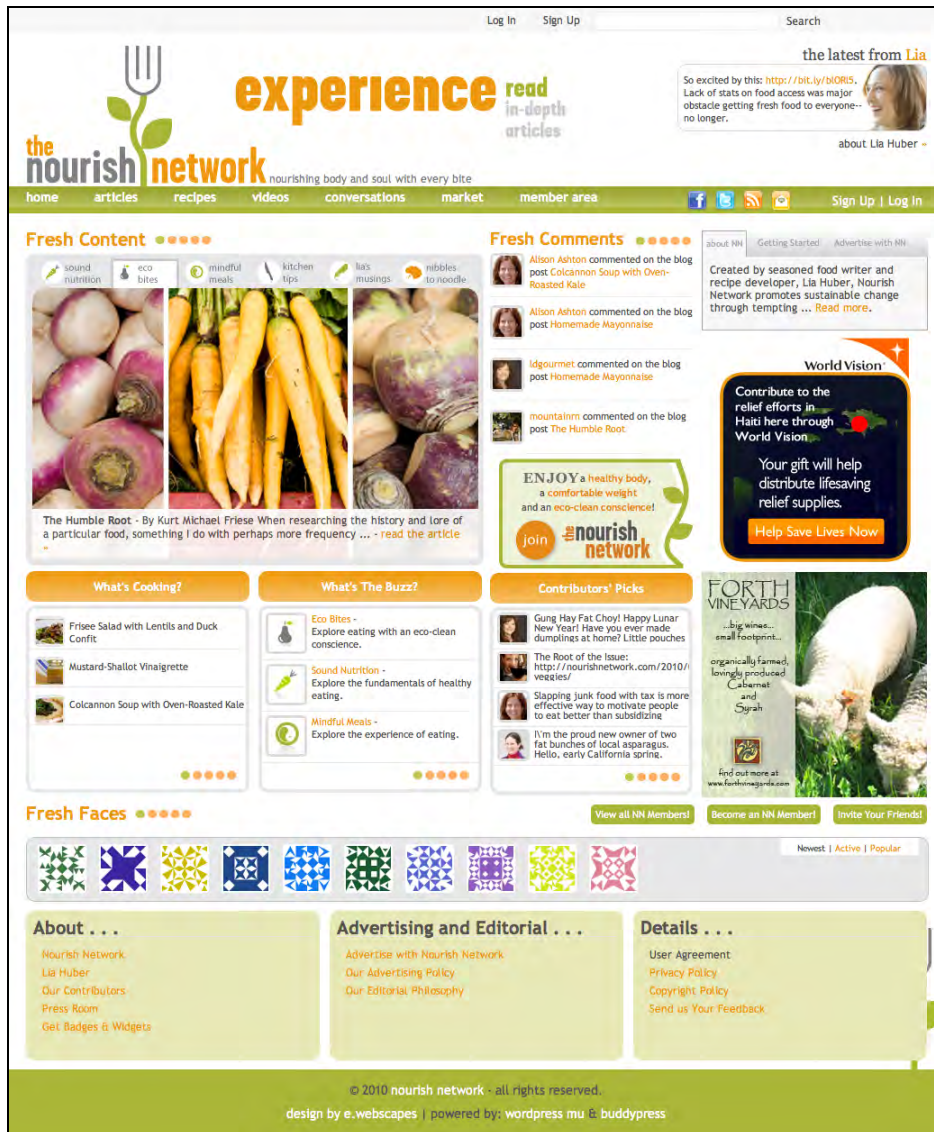 Log In Sign Up Search
the latest from Lia
So excited by this: http://bit.ly/blORl5.
Lack of stats on food access was major
obstacle getting fresh food to everyone--
no longer.
about Lia Huber »
experience read
in-depth
articles
the
nourish network nourishing body and soul with every bite
home articles recipes videos conversations market member area Sign Up | Log In
Fresh Content
sound
nutrition
eco
bites
mindful
meals
kitchen
tips
lia's
musings
nibbles
to noodle
The Humble Root - By Kurt Michael Friese When researching the history and lore of
a particular food, something I do with perhaps more frequency ... - read the article
»
Fresh Comments
Alison Ashton commented on the blog
post Colcannon Soup with Oven-
Roasted Kale
Alison Ashton commented on the blog
post Homemade Mayonnaise
ldgourmet commented on the blog
post Homemade Mayonnaise
mountainrn commented on the blog
post The Humble Root
ENJOY a healthy body,
a comfortable weight
and an eco-clean conscience!
join the nourish
network
about NN Getting Started Advertise with NN
Created by seasoned food writer and
recipe developer, Lia Huber, Nourish
Network promotes sustainable change
through tempting ... Read more.
World Vision
Contribute to the
relief efforts in
Haiti here through
World Vision
Your gift will help
distribute lifesaving
relief supplies.
Help Save Lives Now
What's Cooking?
Frisee Salad with Lentils and Duck
Confit
Mustard-Shallot Vinaigrette
Colcannon Soup with Oven-Roasted Kale
What's The Buzz?
Eco Bites -
Explore eating with an eco-clean
conscience.
Sound Nutrition -
Explore the fundamentals of healthy
eating.
Mindful Meals -
Explore the experience of eating.
Contributors' Picks
Gung Hay Fat Choy! Happy Lunar
New Year! Have you ever made
dumplings at home? Little pouches
The Root of the Issue:
http://nourishnetwork.com/2010/
veggies/
Slapping junk food with tax is more
effective way to motivate people
to eat better than subsidizing
I\'m the proud new owner of two
fat bunches of local asparagus.
Hello, early California spring.
FORTH
VINEYARDS
...big wines...
small footprint...
organically farmed,
lovingly produced
Cabernet
and
Syrah
find out more at
www.forthvineyards.com
Fresh Faces
View all NN Members! Become an NN Member! Invite Your Friends!
Newest | Active | Popular
About . . .
Nourish Network
Lia Huber
Our Contributors
Press Room
Get Badges & Widgets
Advertising and Editorial . . .
Advertise with Nourish Network
Our Advertising Policy
Our Editorial Philosophy
Details . . .
User Agreement
Privacy Policy
Copyright Policy
Send us Your Feedback
© 2010 nourish network - all rights reserved.
design by e.webscapes | powered by: wordpress mu & buddypress